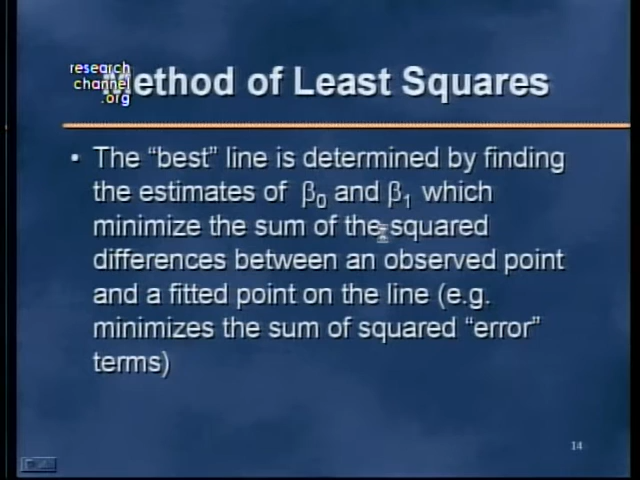 research
channel
.org
Method of Least Squares
• The “best” line is determined by finding
the estimates of β₀ and β₁ which
minimize the sum of the squared
differences between an observed point
and a fitted point on the line (e.g.
minimizes the sum of squared “error”
terms)
14